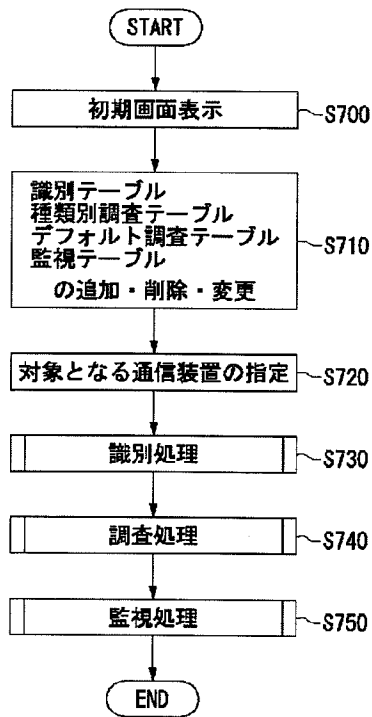 START
初期画面表示
S700
識別テーブル
種類別調査テーブル
デフォルト調査テーブル
監視テーブル
の追加・削除・変更
S710
対象となる通信装置の指定
S720
識別処理
S730
調査処理
S740
監視処理
S750
END